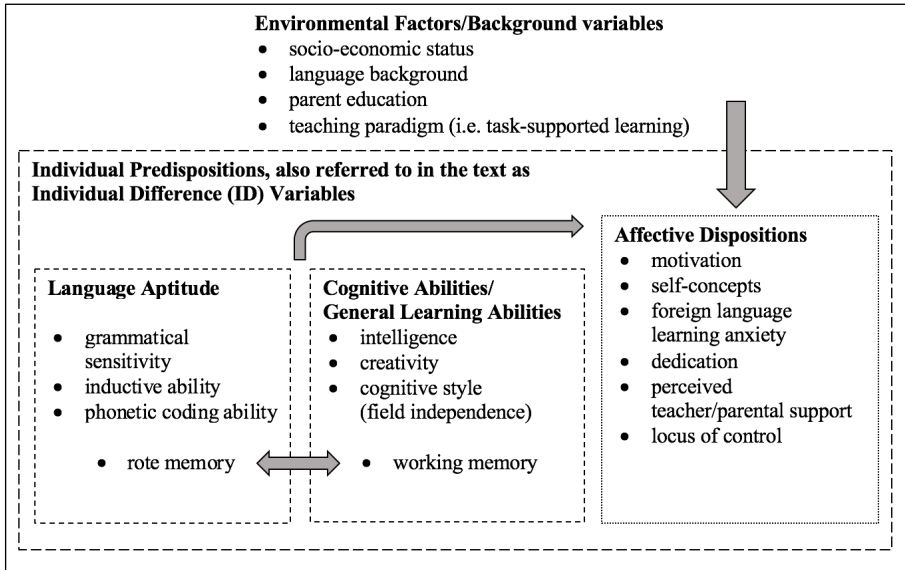 Environmental Factors/Background variables
• socio-economic status
• language background
• parent education
• teaching paradigm (i.e. task-supported learning)
Individual Predispositions, also referred to in the text as
Individual Difference (ID) Variables
Language Aptitude
• grammatical
sensitivity
• inductive ability
• phonetic coding ability
• rote memory
Cognitive Abilities/
General Learning Abilities
• intelligence
• creativity
• cognitive style
(field independence)
• working memory
Affective Dispositions
• motivation
• self-concepts
• foreign language
learning anxiety
• dedication
• perceived
teacher/parental support
• locus of control